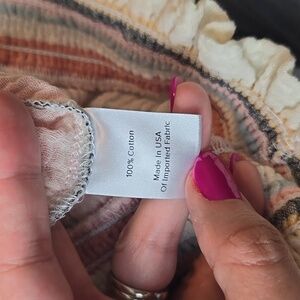 100% Cotton
Made in USA
Of Imported Fabric